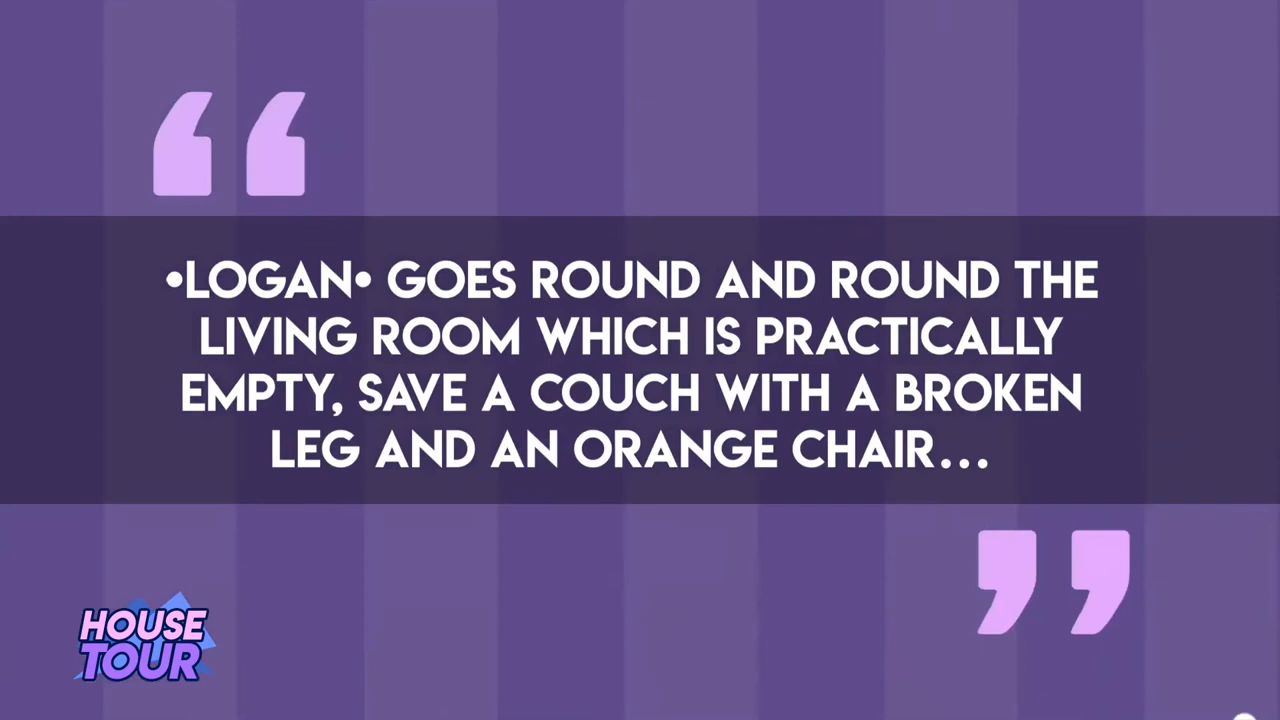 •LOGAN• GOES ROUND AND ROUND THE
LIVING ROOM WHICH IS PRACTICALLY
EMPTY, SAVE A COUCH WITH A BROKEN
LEG AND AN ORANGE CHAIR...
HOUSE
TOUR